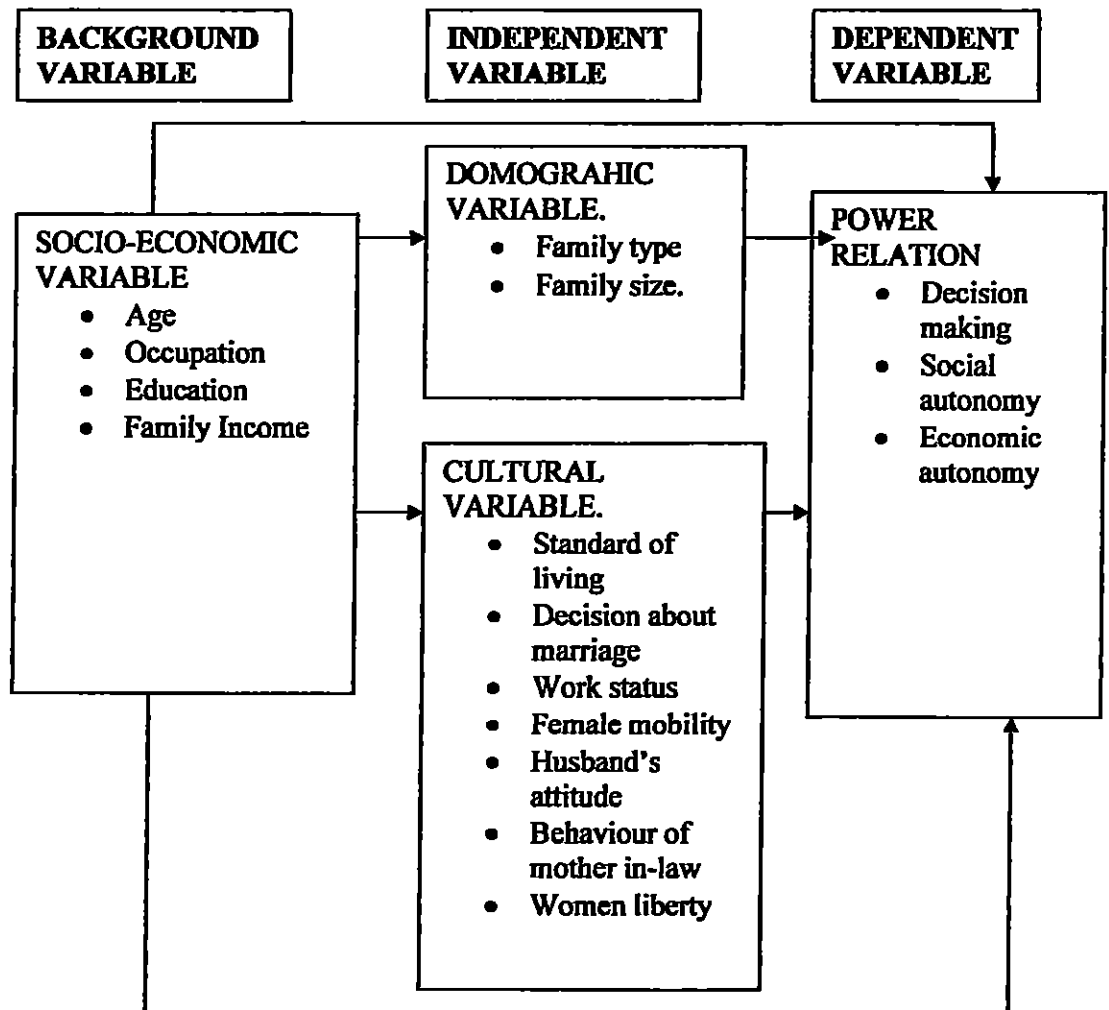 BACKGROUND
VARIABLE
INDEPENDENT
VARIABLE
DEPENDENT
VARIABLE
SOCIO-ECONOMIC
VARIABLE
• Age
• Occupation
• Education
• Family Income
DOMOGRAHIC
VARIABLE.
• Family type
• Family size.
CULTURAL
VARIABLE.
• Standard of
living
• Decision about
marriage
• Work status
• Female mobility
• Husband's
attitude
• Behaviour of
mother in-law
• Women liberty
POWER
RELATION
• Decision
making
• Social
autonomy
• Economic
autonomy